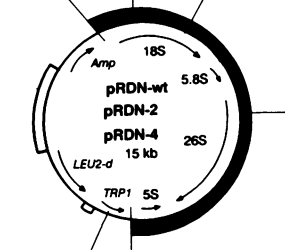 18S
Amp
5.8S
pRDN-wt
pRDN-2
pRDN-4
26S
15 kb
LEU2-d
TRP1
5S